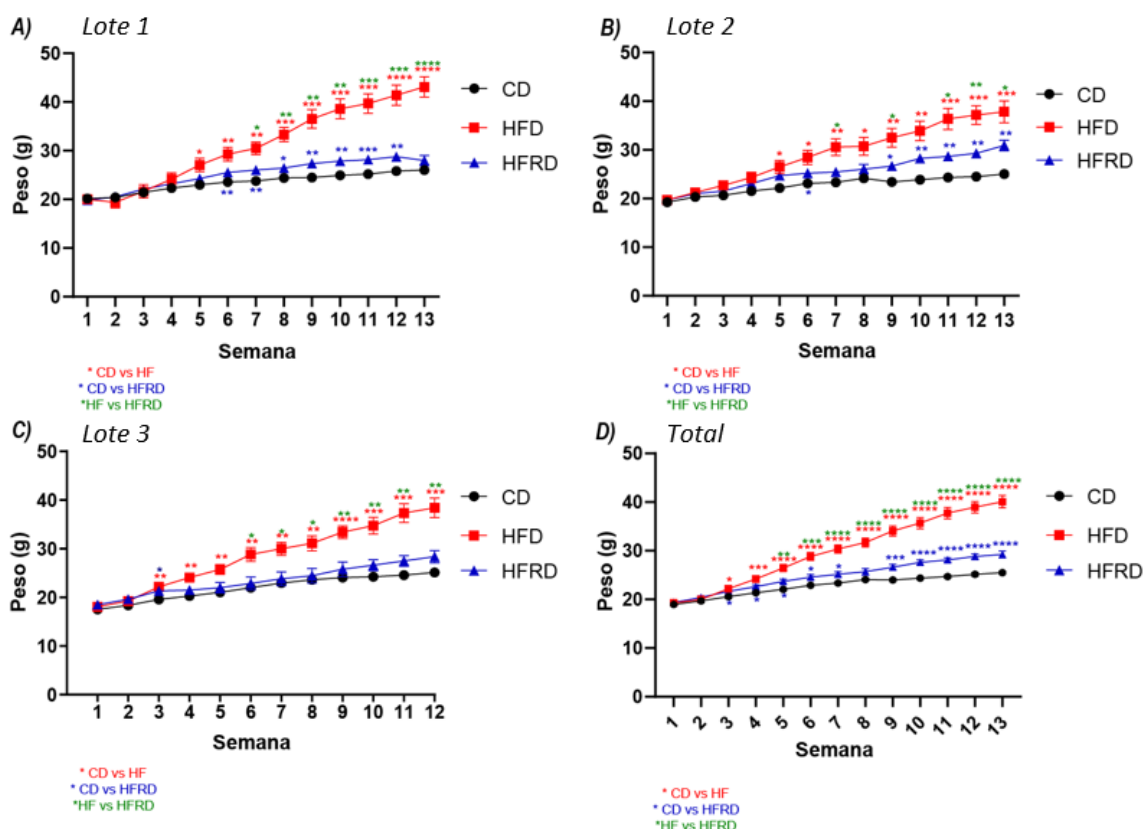 A) Lote 1
50
40
30
20
10
0
Peso (g)
1 2 3 4 5 6 7 8 9 10 11 12 13
Semana
CD
HFD
HFRD
* CD vs HF
* CD vs HFRD
*HF vs HFRD
B) Lote 2
50
40
30
20
10
0
Peso (g)
1 2 3 4 5 6 7 8 9 10 11 12 13
Semana
CD
HFD
HFRD
* CD vs HF
* CD vs HFRD
*HF vs HFRD
C) Lote 3
50
40
30
20
10
0
Peso (g)
1 2 3 4 5 6 7 8 9 10 11 12
Semana
CD
HFD
HFRD
* CD vs HF
* CD vs HFRD
*HF vs HFRD
D) Total
50
40
30
20
10
0
Peso (g)
1 2 3 4 5 6 7 8 9 10 11 12 13
Semana
CD
HFD
HFRD
* CD vs HF
* CD vs HFRD
*HF vs HFRD